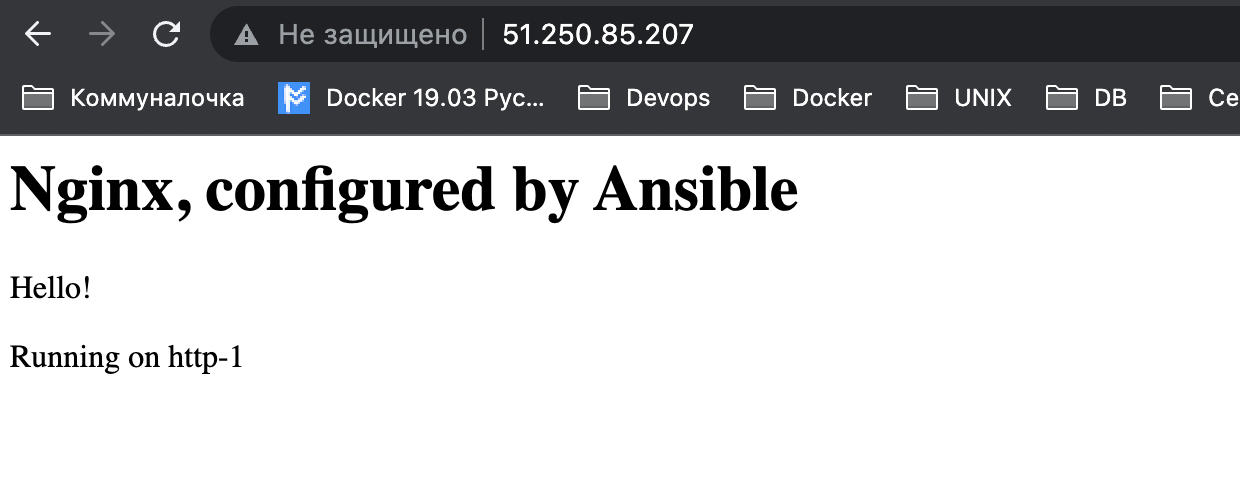 Не защищено 51.250.85.207
Коммуналочка Docker 19.03 Рус... Devops Docker UNIX DB Се
Nginx, configured by Ansible
Hello!
Running on http-1